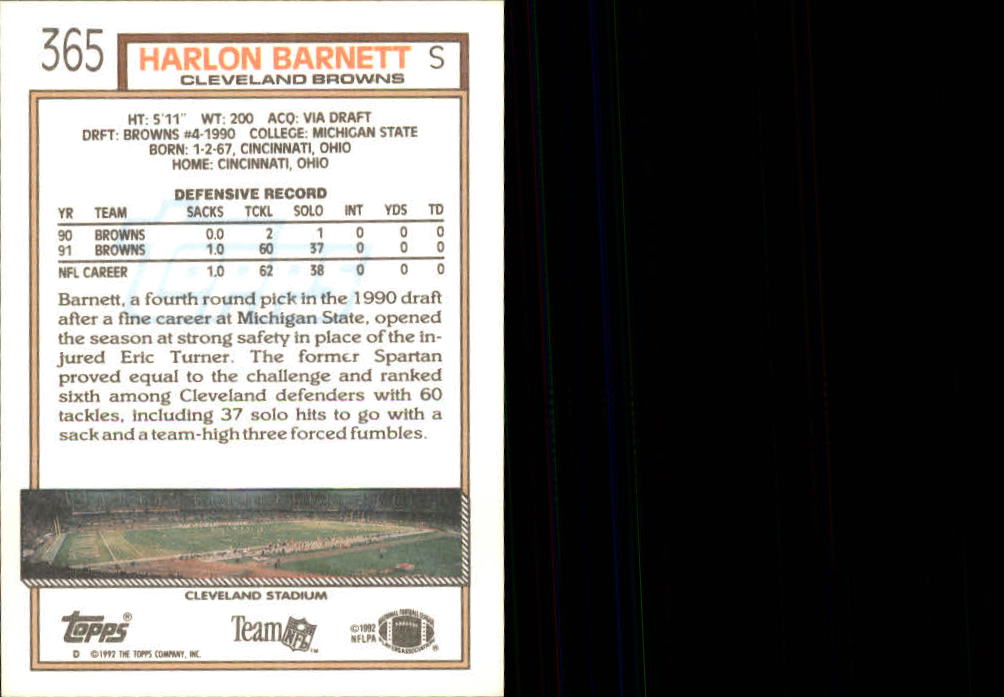 365
HARLON BARNETT S
CLEVELAND BROWNS
HT: 5'11" WT: 200 ACQ: VIA DRAFT
DRFT: BROWNS #4-1990 COLLEGE: MICHIGAN STATE
BORN: 1-2-67, CINCINNATI, OHIO
HOME: CINCINNATI, OHIO
DEFENSIVE RECORD
YR TEAM SACKS TCKL SOLO INT YDS TD
90 BROWNS 0.0 2 1 0 0 0
91 BROWNS 1.0 60 37 0 0 0
NFL CAREER 1.0 62 38 0 0 0
Barnett, a fourth round pick in the 1990 draft
after a fine career at Michigan State, opened
the season at strong safety in place of the in-
jured Eric Turner. The former Spartan
proved equal to the challenge and ranked
sixth among Cleveland defenders with 60
tackles, including 37 solo hits to go with a
sack and a team-high three forced fumbles.
CLEVELAND STADIUM
TOPPS®
Team NFL™
©1992
NFLPA
D ©1992 THE TOPPS COMPANY, INC.